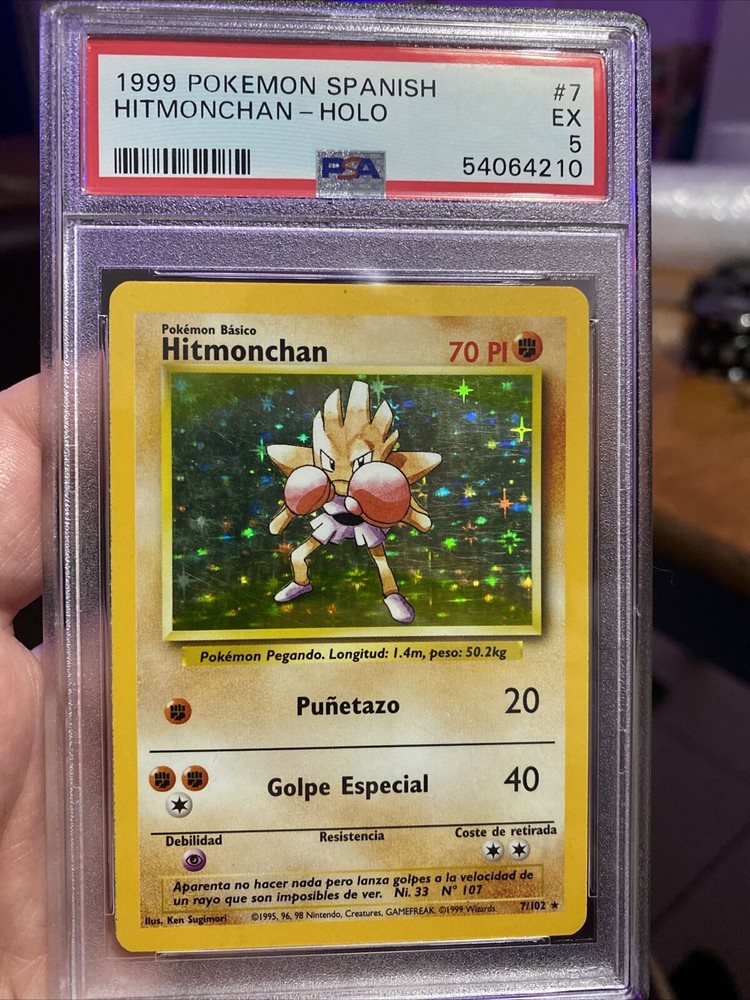 1999 POKEMON SPANISH #7
HITMONCHAN - HOLO EX
5
PSA 54064210
Pokémon Básico
Hitmonchan 70 PI
Pokémon Pegando. Longitud: 1.4m, peso: 50.2kg
Puñetazo 20
Golpe Especial 40
Debilidad Resistencia Coste de retirada
Aparenta no hacer nada pero lanza golpes a la velocidad de
un rayo que son imposibles de ver. Ni. 33 Nº 107
Ilus. Ken Sugimori ©1995, 96, 98 Nintendo, Creatures, GAMEFREAK. ©1999 Wizards. 7/102 ★